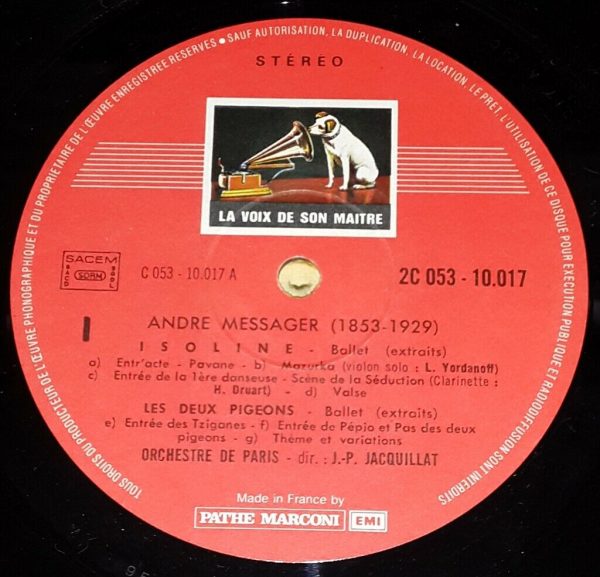 TOUS DROITS DU PRODUCTEUR DE L'ŒUVRE PHONOGRAPHIQUE ET DU PROPRIETAIRE DE L'ŒUVRE ENREGISTREE RESERVES • SAUF AUTORISATION, LA DUPLICATION, LA LOCATION, LE PRET, L'UTILISATION DE CE DISQUE POUR EXECUTION PUBLIQUE ET RADIODIFFUSION SONT INTERDITS
STÉRÉO
LA VOIX DE SON MAITRE
SACEM
SACD SDRM SGDL
C 053 - 10.017 A
2C 053 - 10.017
I
ANDRE MESSAGER (1853-1929)
ISOLINE - Ballet (extraits)
a) Entr'acte - Pavane - b) Mazurka (violon solo : L. Yordanoff)
c) Entrée de la 1ère danseuse - Scène de la Séduction (Clarinette :
H. Druart) - d) Valse
LES DEUX PIGEONS - Ballet (extraits)
e) Entrée des Tziganes - f) Entrée de Pépio et Pas des deux
pigeons - g) Thème et variations
ORCHESTRE DE PARIS - dir. : J.-P. JACQUILLAT
Made in France by
PATHE MARCONI EMI